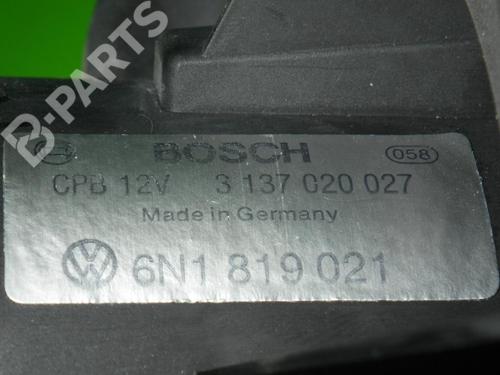 B-PARTS
BOSCH 058
CPB 12V 3 137 020 027
Made in Germany
6N1 819 021